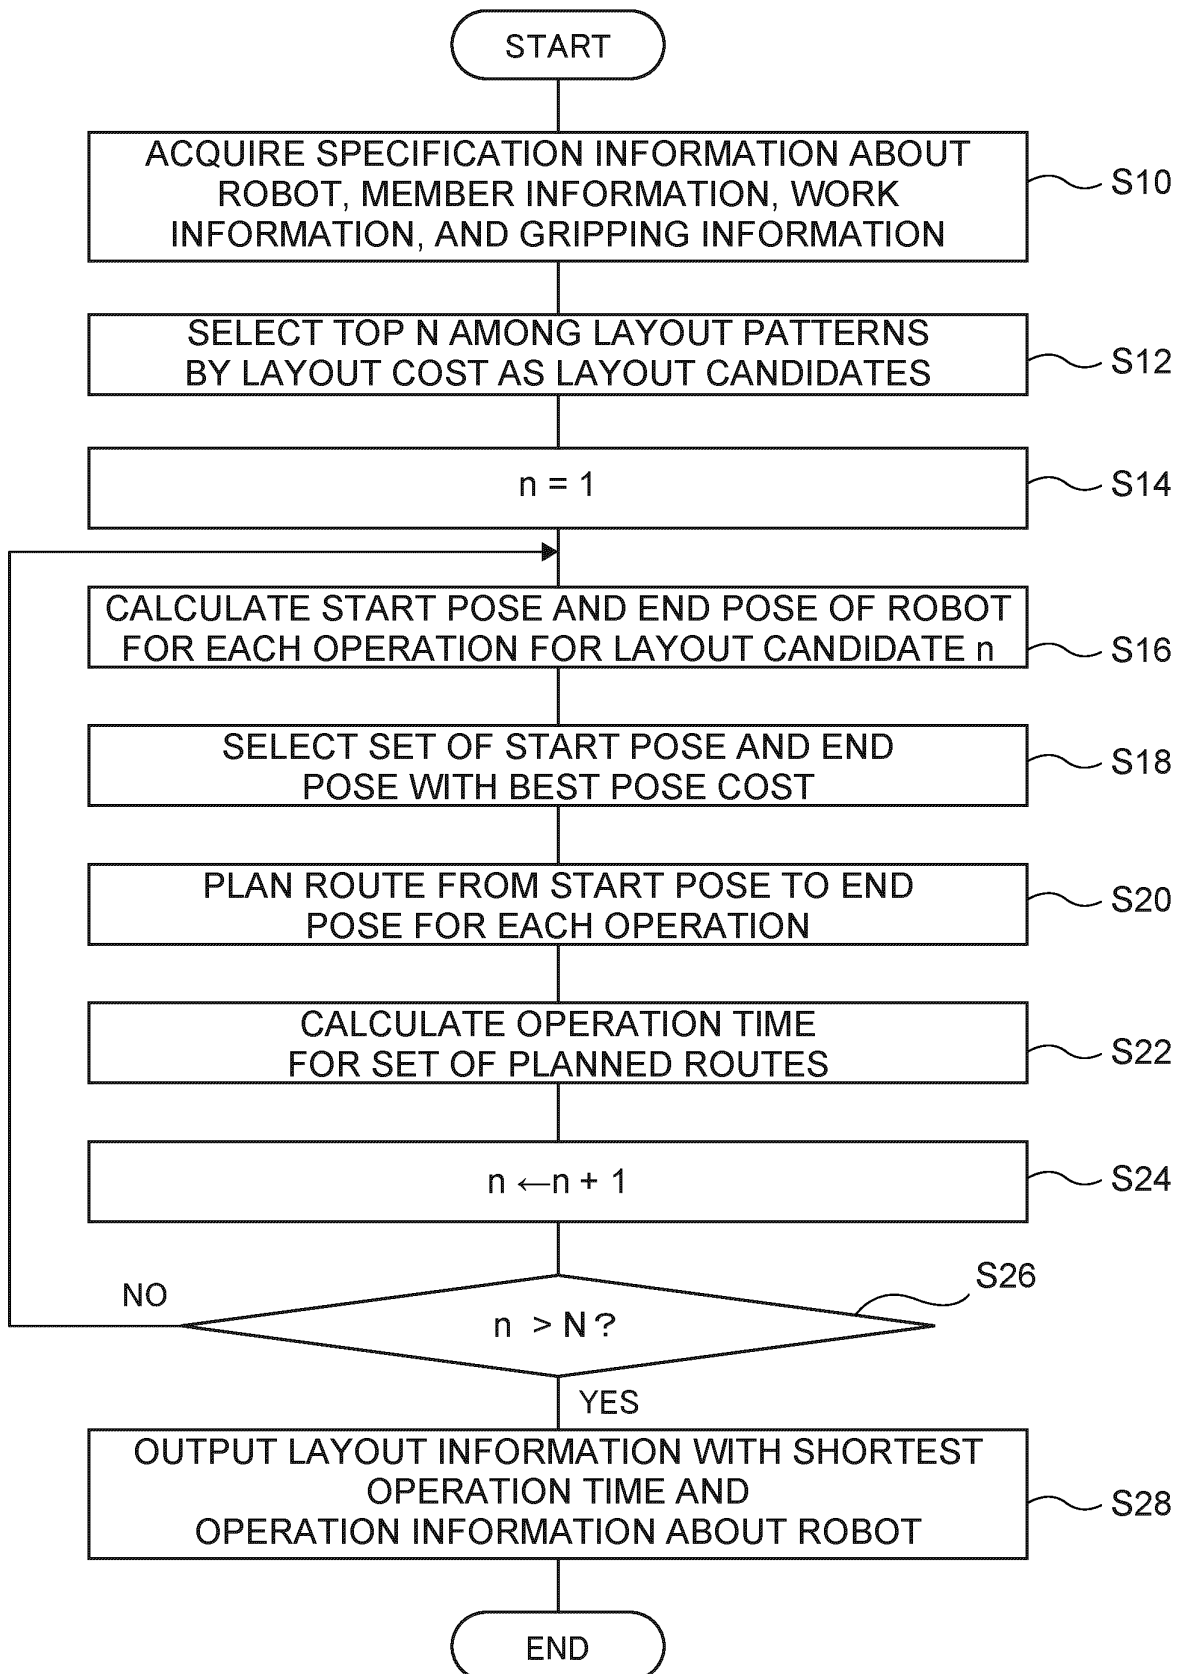 START
ACQUIRE SPECIFICATION INFORMATION ABOUT
ROBOT, MEMBER INFORMATION, WORK
INFORMATION, AND GRIPPING INFORMATION
S10
SELECT TOP N AMONG LAYOUT PATTERNS
BY LAYOUT COST AS LAYOUT CANDIDATES
S12
n = 1
S14
CALCULATE START POSE AND END POSE OF ROBOT
FOR EACH OPERATION FOR LAYOUT CANDIDATE n
S16
SELECT SET OF START POSE AND END
POSE WITH BEST POSE COST
S18
PLAN ROUTE FROM START POSE TO END
POSE FOR EACH OPERATION
S20
CALCULATE OPERATION TIME
FOR SET OF PLANNED ROUTES
S22
n ←n + 1
S24
NO
n > N ?
S26
YES
OUTPUT LAYOUT INFORMATION WITH SHORTEST
OPERATION TIME AND
OPERATION INFORMATION ABOUT ROBOT
S28
END